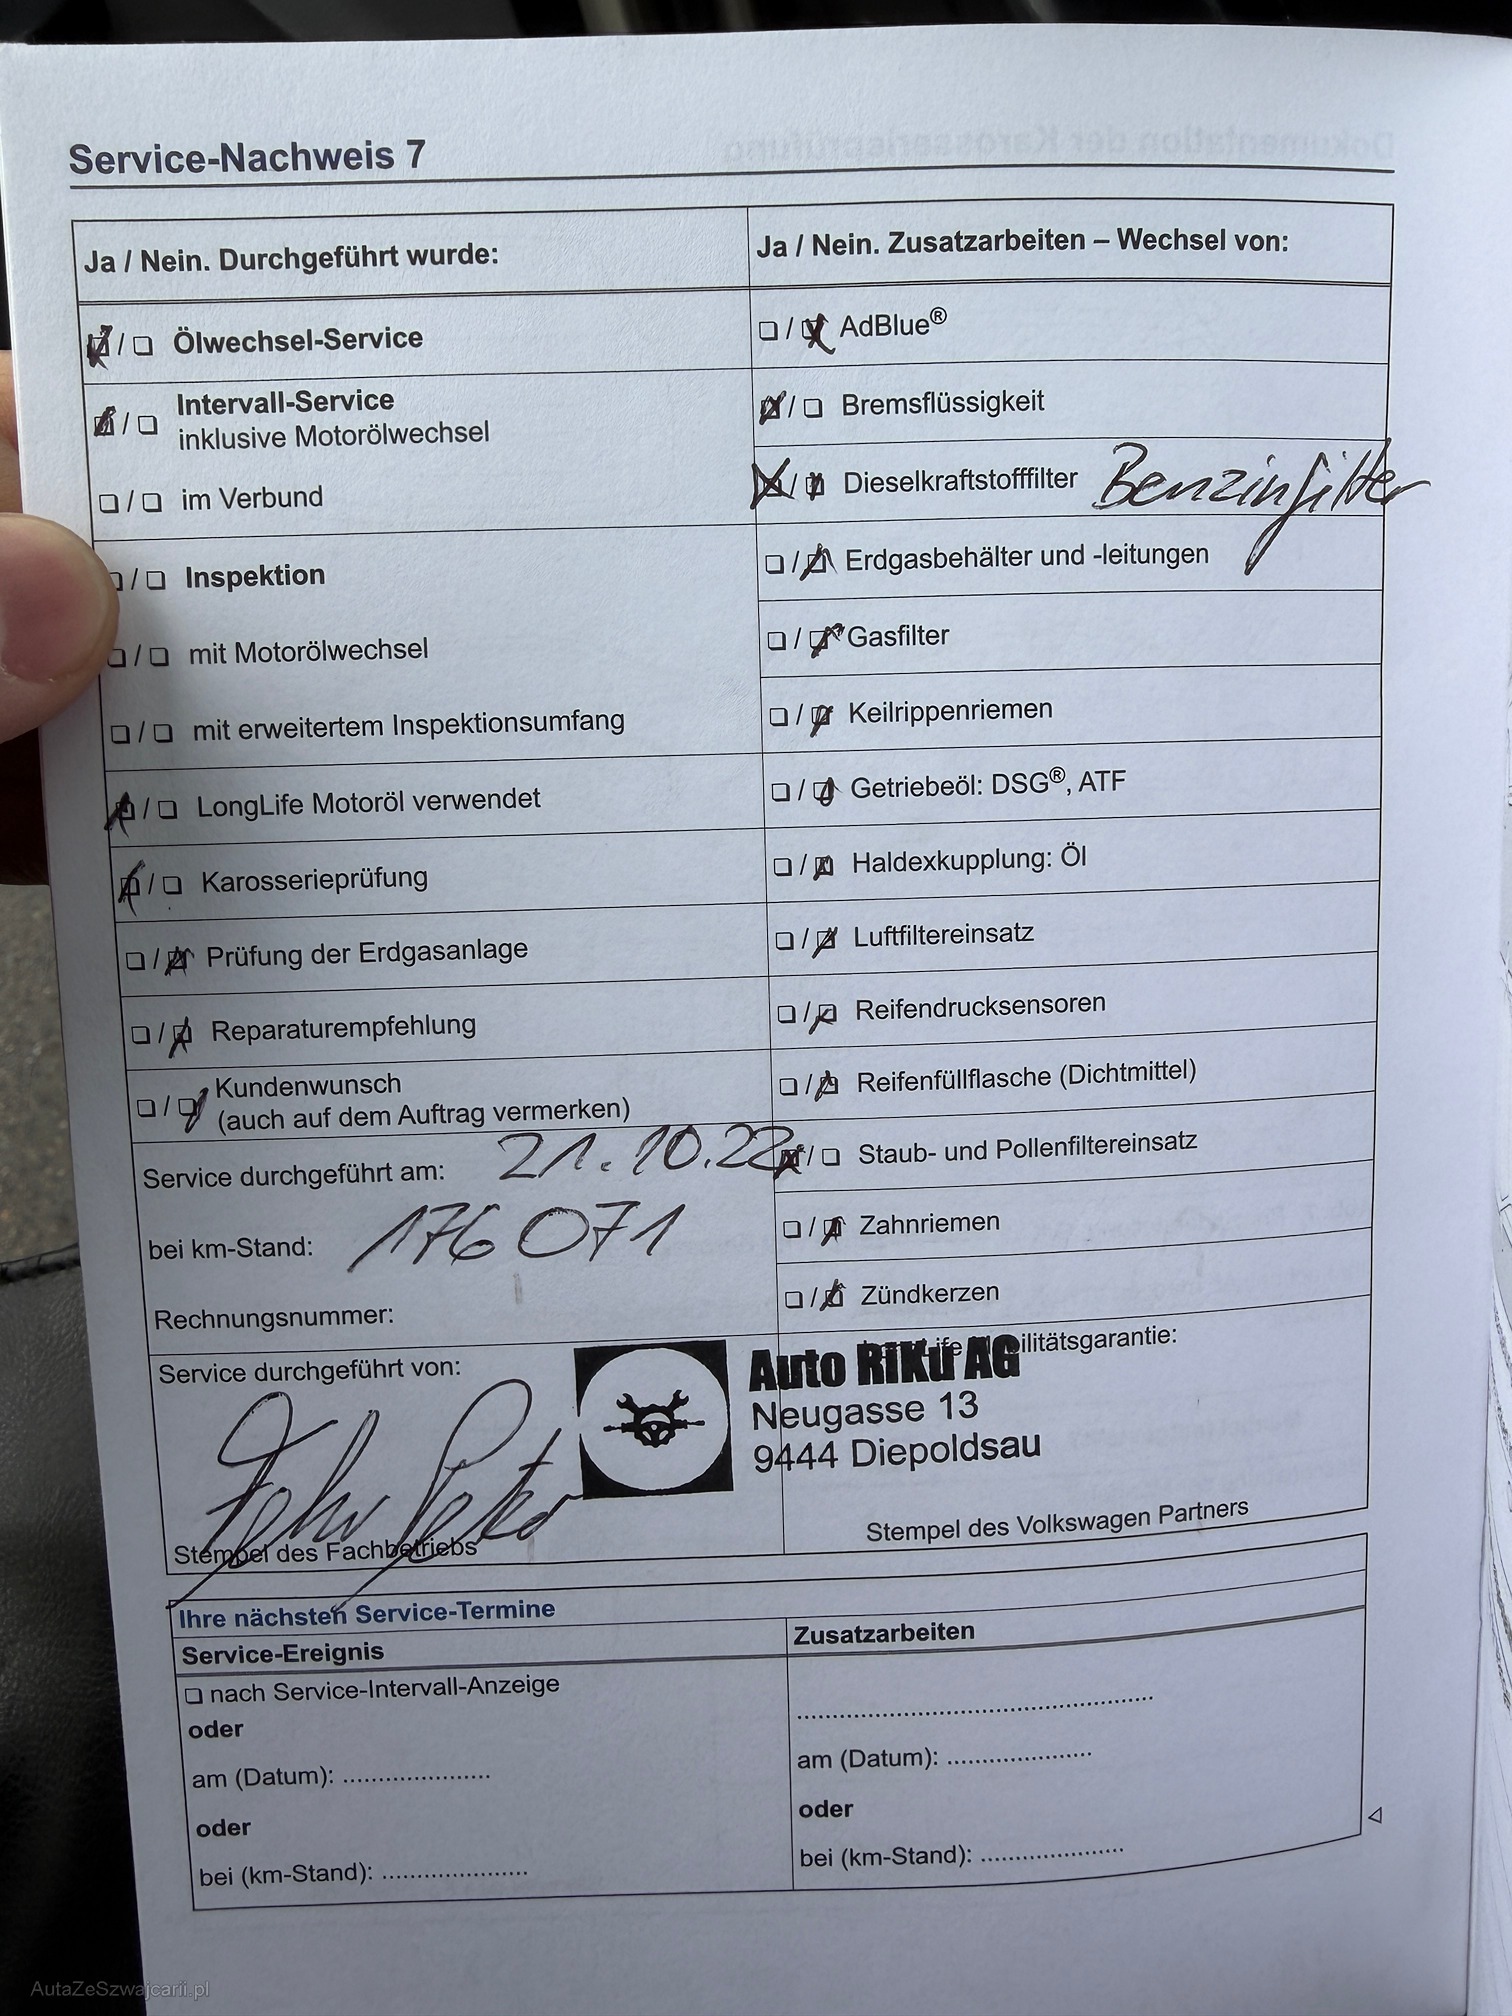 Service-Nachweis 7
Ja / Nein. Durchgeführt wurde:
Ölwechsel-Service
Intervall-Service
inklusive Motorölwechsel
im Verbund
Inspektion
mit Motorölwechsel
mit erweitertem Inspektionsumfang
LongLife Motoröl verwendet
Karosserieprüfung
Prüfung der Erdgasanlage
Reparaturempfehlung
Kundenwunsch
(auch auf dem Auftrag vermerken)
Service durchgeführt am: 21.10.22
bei km-Stand: 176 071
Rechnungsnummer:
Service durchgeführt von:
Stempel des Fachbetriebs
Ja / Nein. Zusatzarbeiten – Wechsel von:
AdBlue®
Bremsflüssigkeit
Dieselkraftstofffilter Benzinfilter
Erdgasbehälter und -leitungen
Gasfilter
Keilrippenriemen
Getriebeöl: DSG®, ATF
Haldexkupplung: Öl
Luftfiltereinsatz
Reifendrucksensoren
Reifenfüllflasche (Dichtmittel)
Staub- und Pollenfiltereinsatz
Zahnriemen
Zündkerzen
Auto RiKu AG
Neugasse 13
9444 Diepoldsau
Stempel des Volkswagen Partners
Ihre nächsten Service-Termine
Service-Ereignis
nach Service-Intervall-Anzeige
oder
am (Datum): ......................
oder
bei (km-Stand): ......................
Zusatzarbeiten
am (Datum): ......................
oder
bei (km-Stand): ......................
AutaZeSzwajcarii.pl